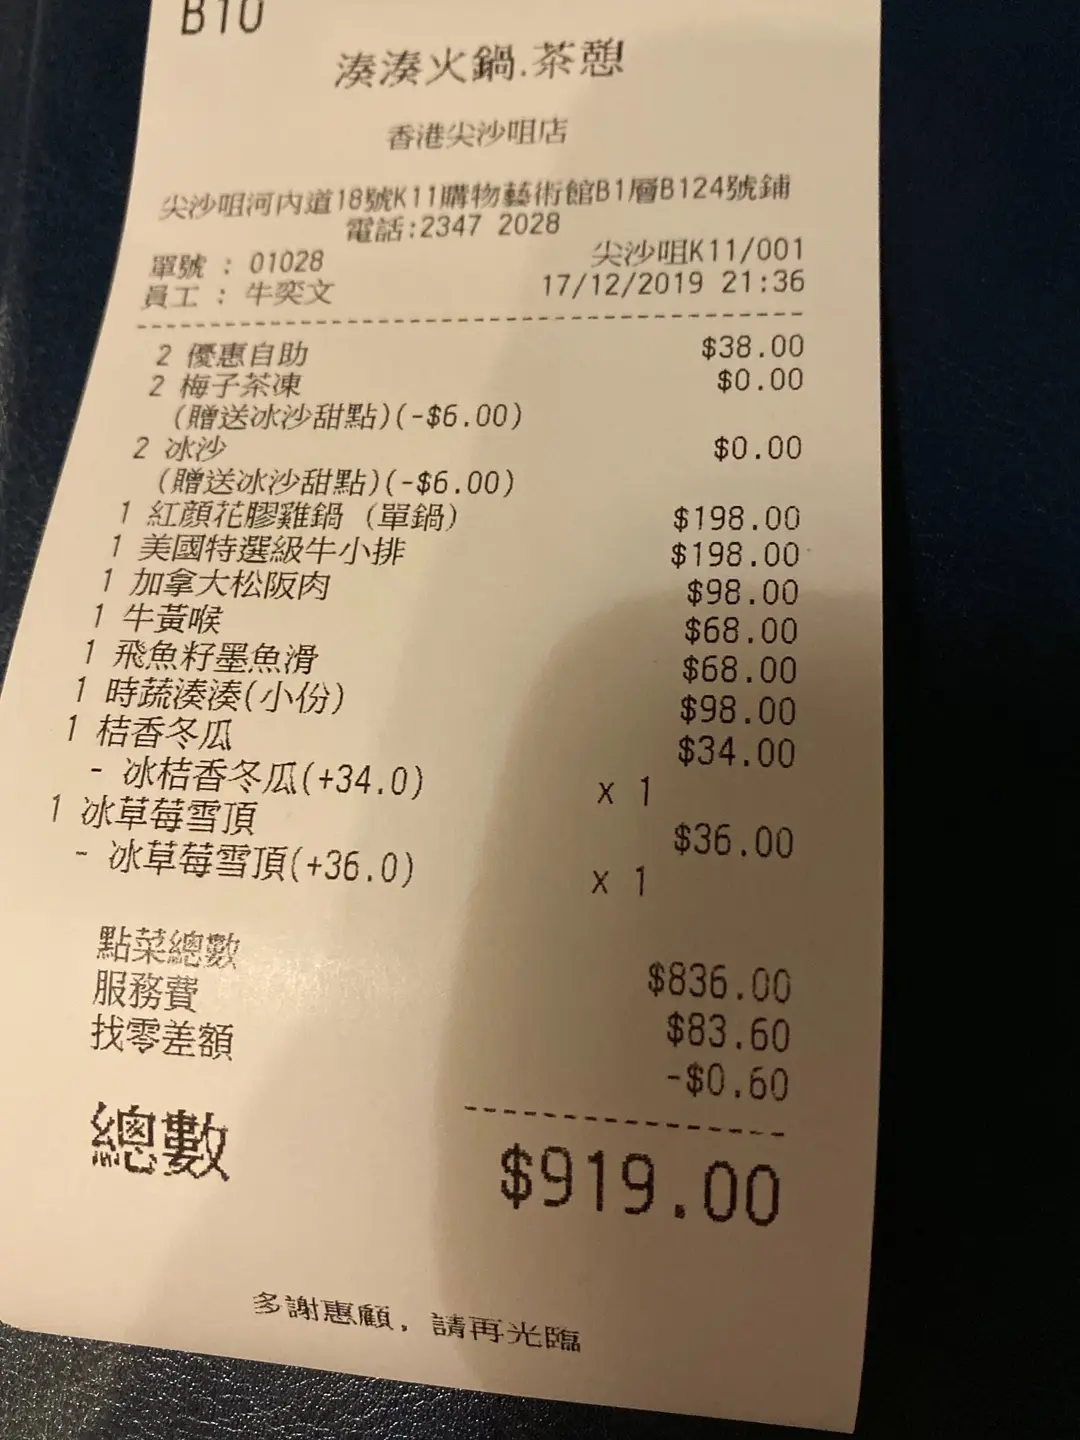 B10
湊湊火鍋.茶憩
香港尖沙咀店
尖沙咀河内道18號K11購物藝術館B1層B124號鋪
電話:2347 2028
單號 : 01028 尖沙咀K11/001
員工 : 牛奕文 17/12/2019 21:36
2 優惠自助 $38.00
2 梅子茶凍 $0.00
(贈送冰沙甜點)(-$6.00)
2 冰沙 $0.00
(贈送冰沙甜點)(-$6.00)
1 紅顔花膠雞鍋 (單鍋) $198.00
1 美國特選級牛小排 $198.00
1 加拿大松阪肉 $98.00
1 牛黃喉 $68.00
1 飛魚籽墨魚滑 $68.00
1 時蔬湊湊(小份) $98.00
1 桔香冬瓜 $34.00
- 冰桔香冬瓜(+34.0) x 1
1 冰草莓雪頂 $36.00
- 冰草莓雪頂(+36.0) x 1
點菜總數 $836.00
服務費 $83.60
找零差額 -$0.60
總數 $919.00
多謝惠顧, 請再光臨